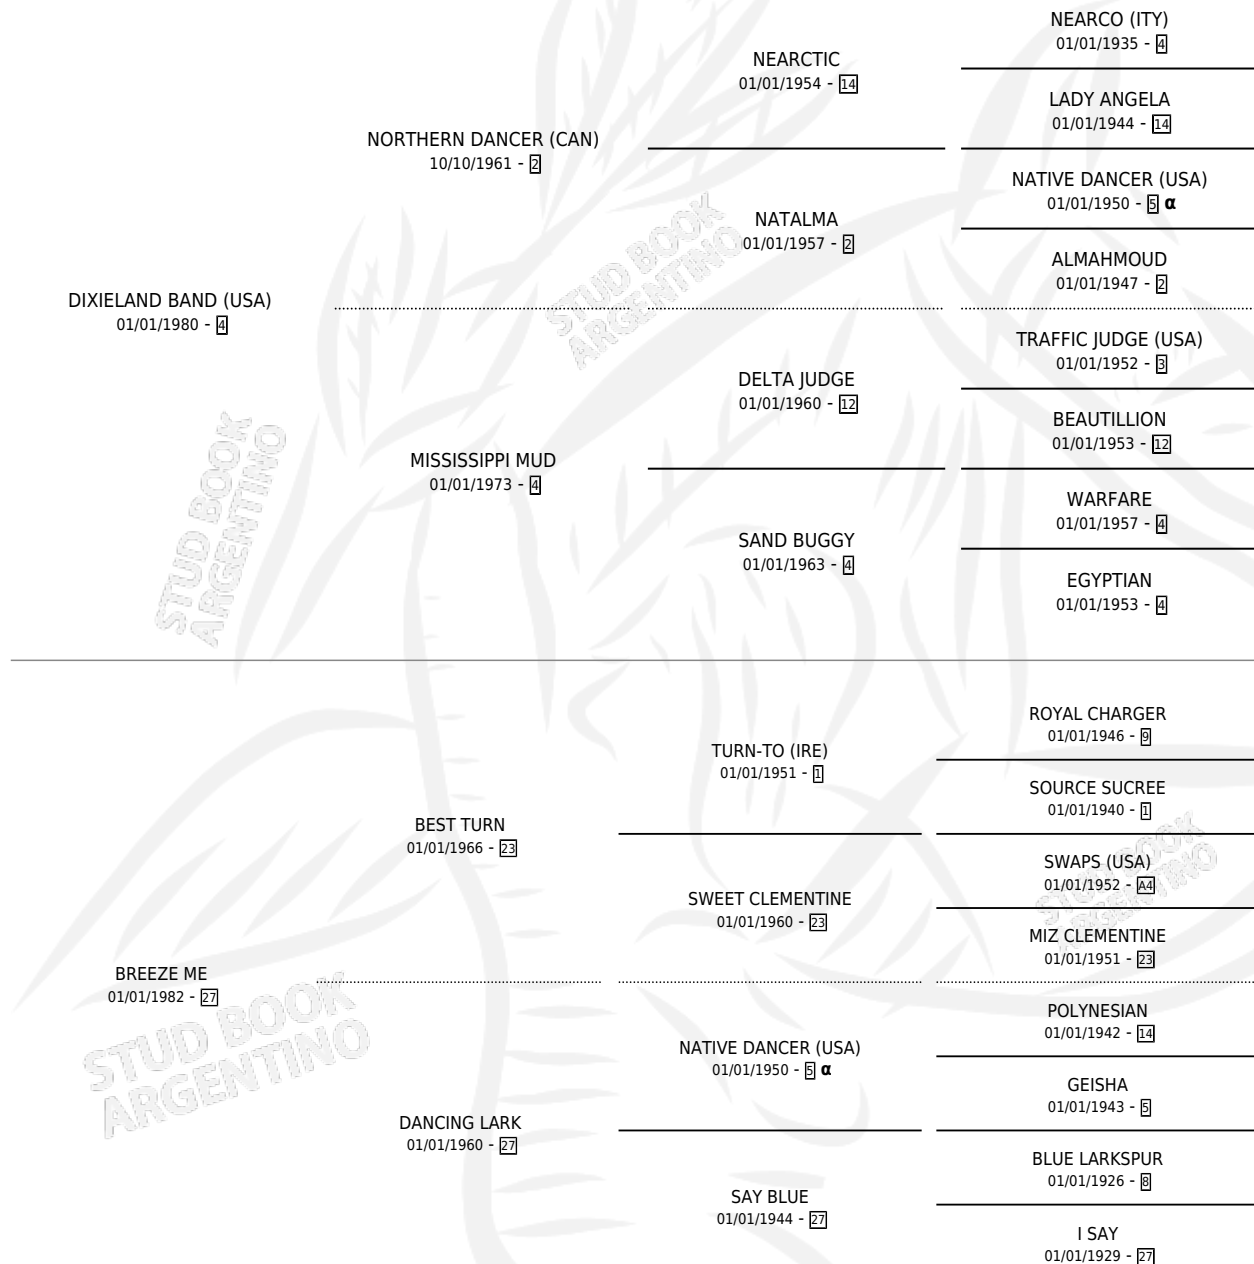 NEARCO (ITY)
01/01/1935 - 4
NEARCTIC
01/01/1954 - 14
LADY ANGELA
01/01/1944 - 14
NORTHERN DANCER (CAN)
10/10/1961 - 2
NATIVE DANCER (USA)
01/01/1950 - 5 α
NATALMA
01/01/1957 - 2
ALMAHMOUD
01/01/1947 - 2
STUD BOOK
ARGENTINO
DIXIELAND BAND (USA)
01/01/1980 - 4
TRAFFIC JUDGE (USA)
01/01/1952 - 3
DELTA JUDGE
01/01/1960 - 12
BEAUTILLION
01/01/1953 - 12
MISSISSIPPI MUD
01/01/1973 - 4
WARFARE
01/01/1957 - 4
SAND BUGGY
01/01/1963 - 4
EGYPTIAN
01/01/1953 - 4
STUD BOOK
ARGENTINO
ROYAL CHARGER
01/01/1946 - 9
TURN-TO (IRE)
01/01/1951 - 1
SOURCE SUCREE
01/01/1940 - 1
BEST TURN
01/01/1966 - 23
SWAPS (USA)
01/01/1952 - A4
SWEET CLEMENTINE
01/01/1960 - 23
MIZ CLEMENTINE
01/01/1951 - 23
STUD BOOK
ARGENTINO
BREEZE ME
01/01/1982 - 27
POLYNESIAN
01/01/1942 - 14
NATIVE DANCER (USA)
01/01/1950 - 5 α
GEISHA
01/01/1943 - 5
DANCING LARK
01/01/1960 - 27
BLUE LARKSPUR
01/01/1926 - 8
SAY BLUE
01/01/1944 - 27
I SAY
01/01/1929 - 27
STUD BOOK
ARGENTINO